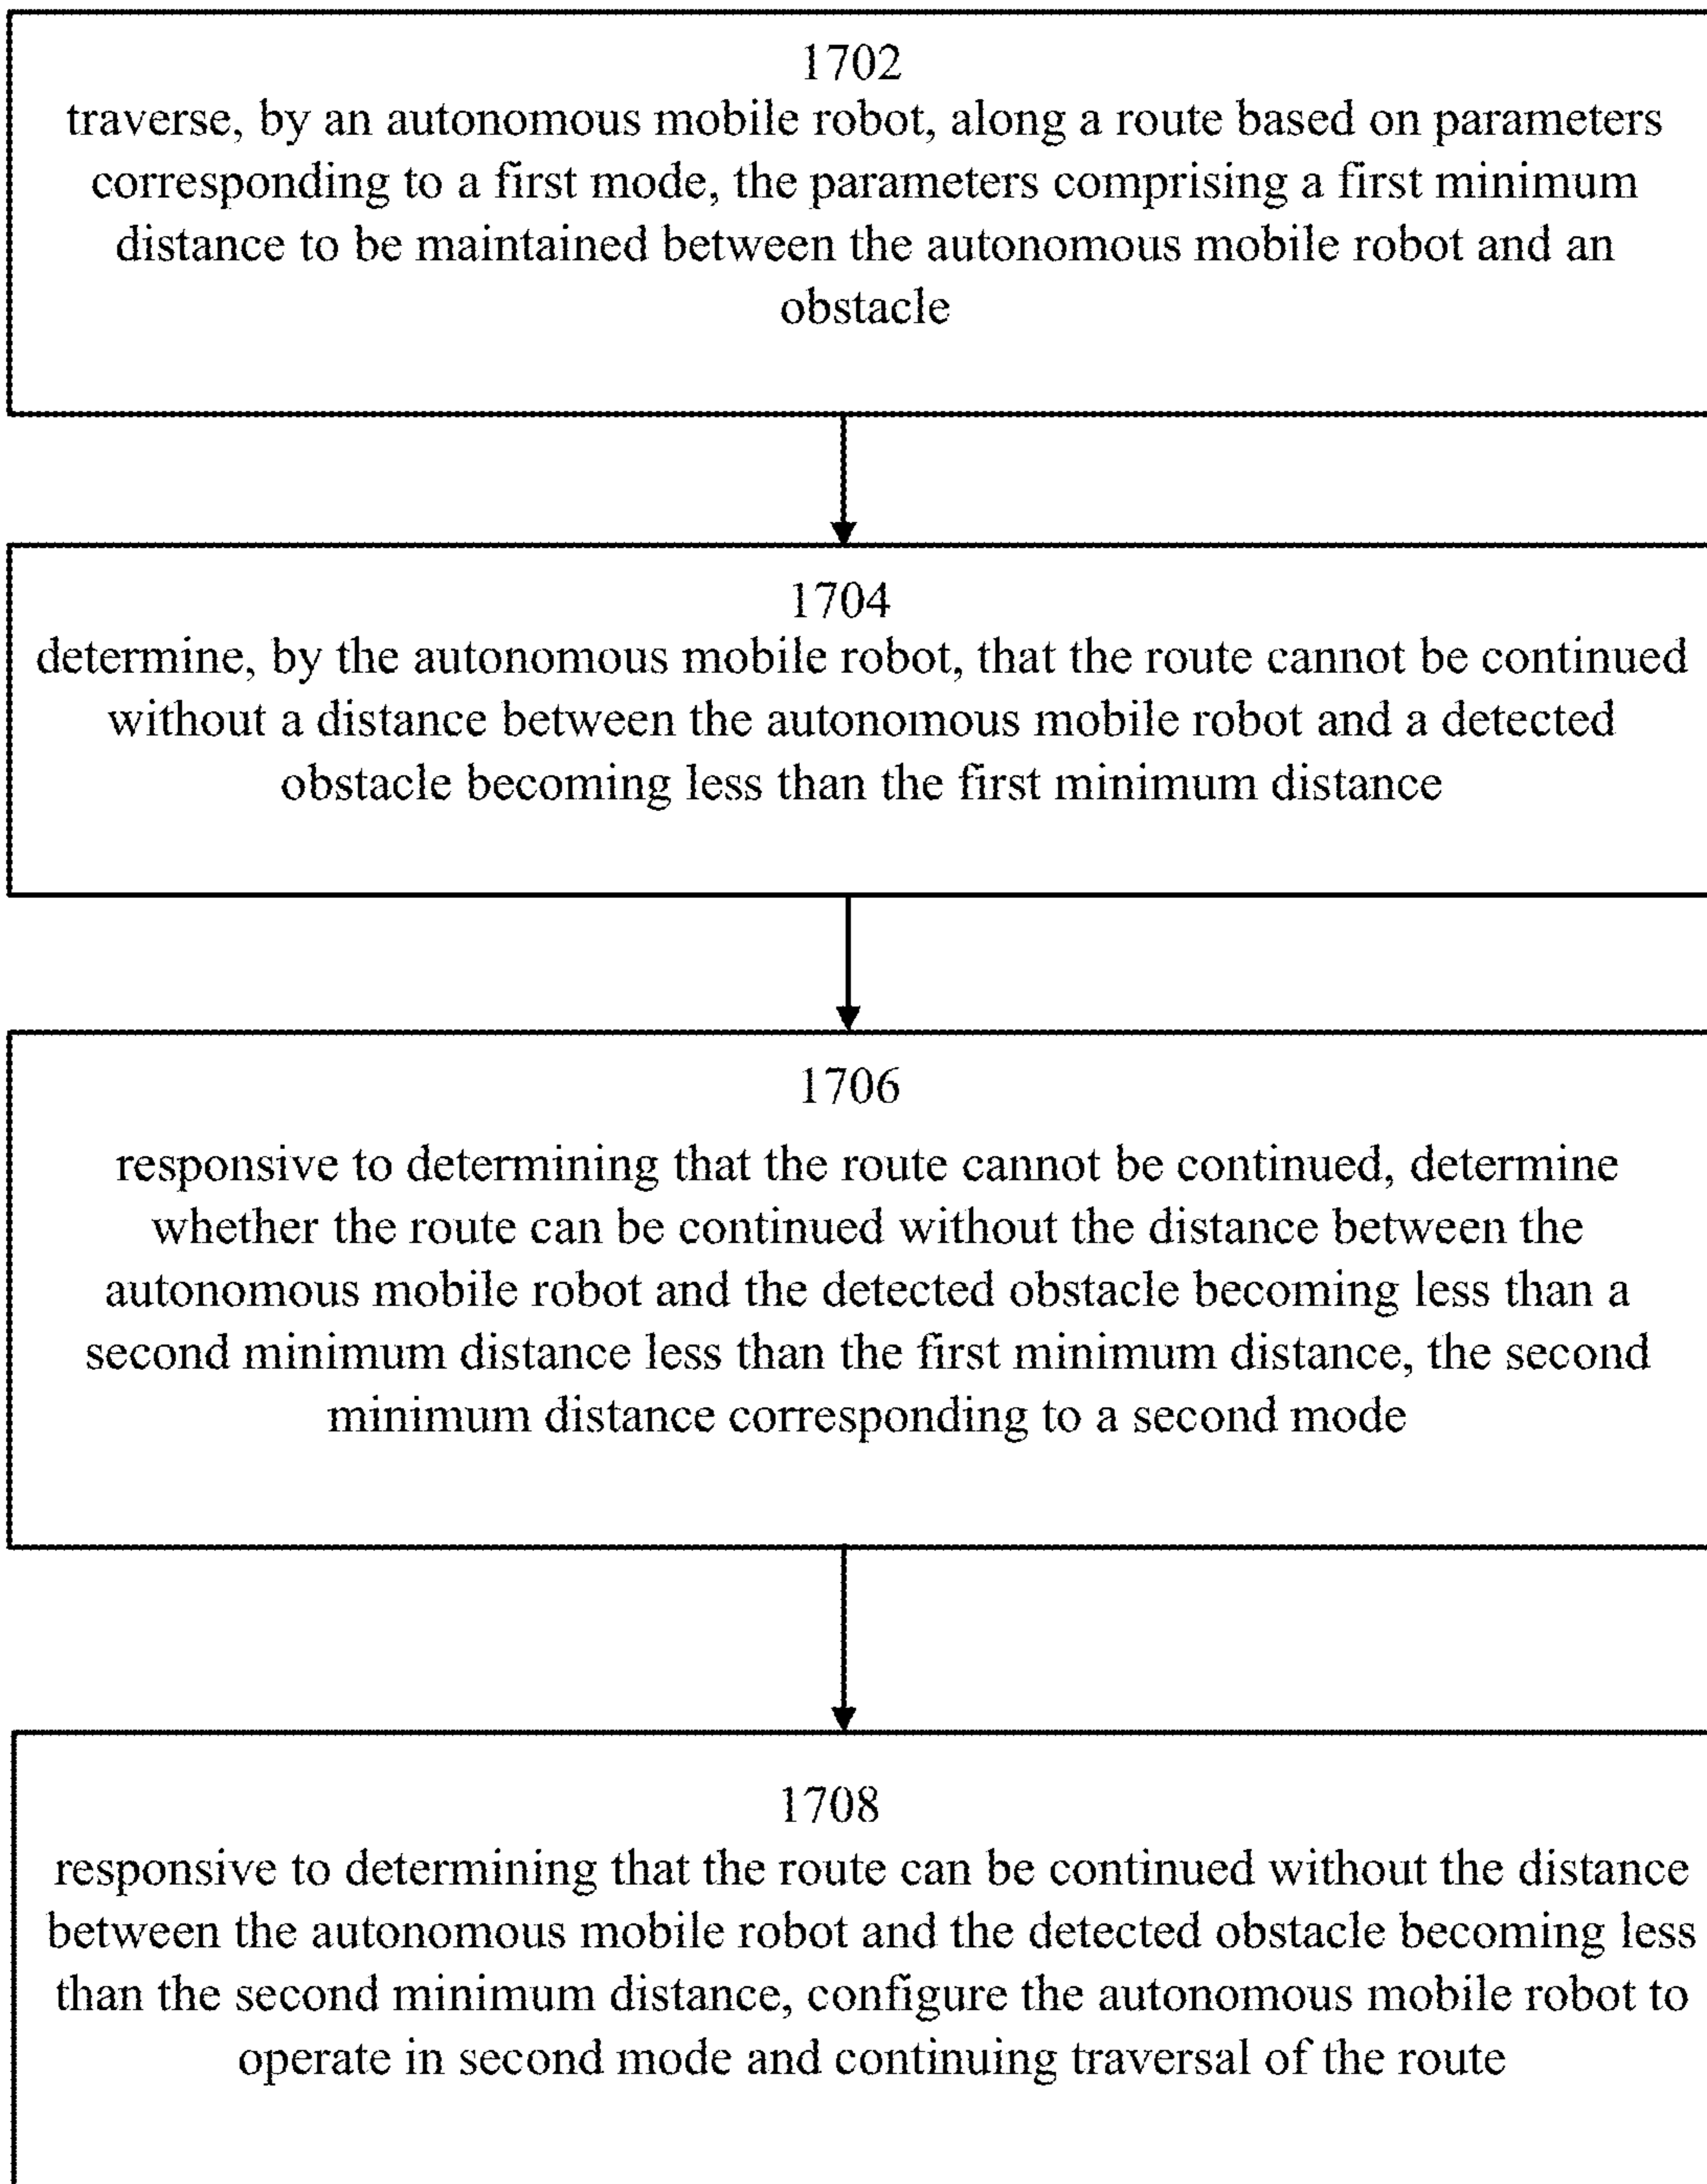 1702
traverse, by an autonomous mobile robot, along a route based on parameters
corresponding to a first mode, the parameters comprising a first minimum
distance to be maintained between the autonomous mobile robot and an
obstacle
1704
determine, by the autonomous mobile robot, that the route cannot be continued
without a distance between the autonomous mobile robot and a detected
obstacle becoming less than the first minimum distance
1706
responsive to determining that the route cannot be continued, determine
whether the route can be continued without the distance between the
autonomous mobile robot and the detected obstacle becoming less than a
second minimum distance less than the first minimum distance, the second
minimum distance corresponding to a second mode
1708
responsive to determining that the route can be continued without the distance
between the autonomous mobile robot and the detected obstacle becoming less
than the second minimum distance, configure the autonomous mobile robot to
operate in second mode and continuing traversal of the route